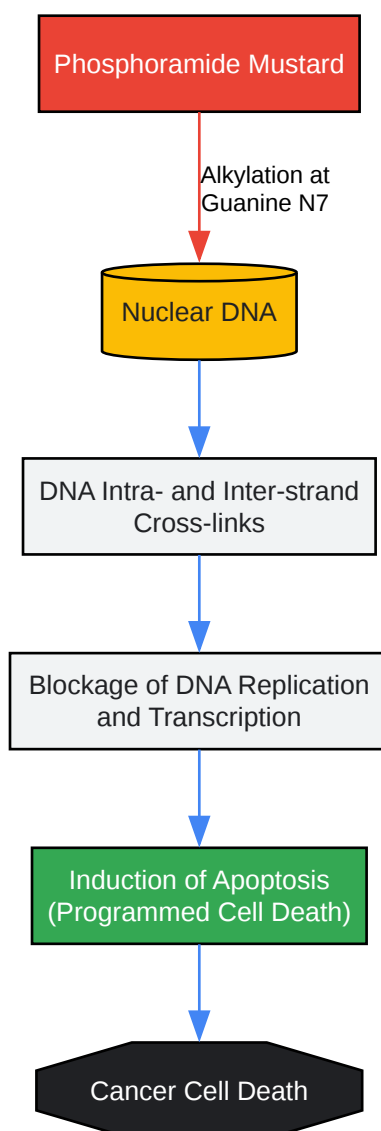 Phosphoramide Mustard
Alkylation at
Guanine N7
Nuclear DNA
DNA Intra- and Inter-strand
Cross-links
Blockage of DNA Replication
and Transcription
Induction of Apoptosis
(Programmed Cell Death)
Cancer Cell Death